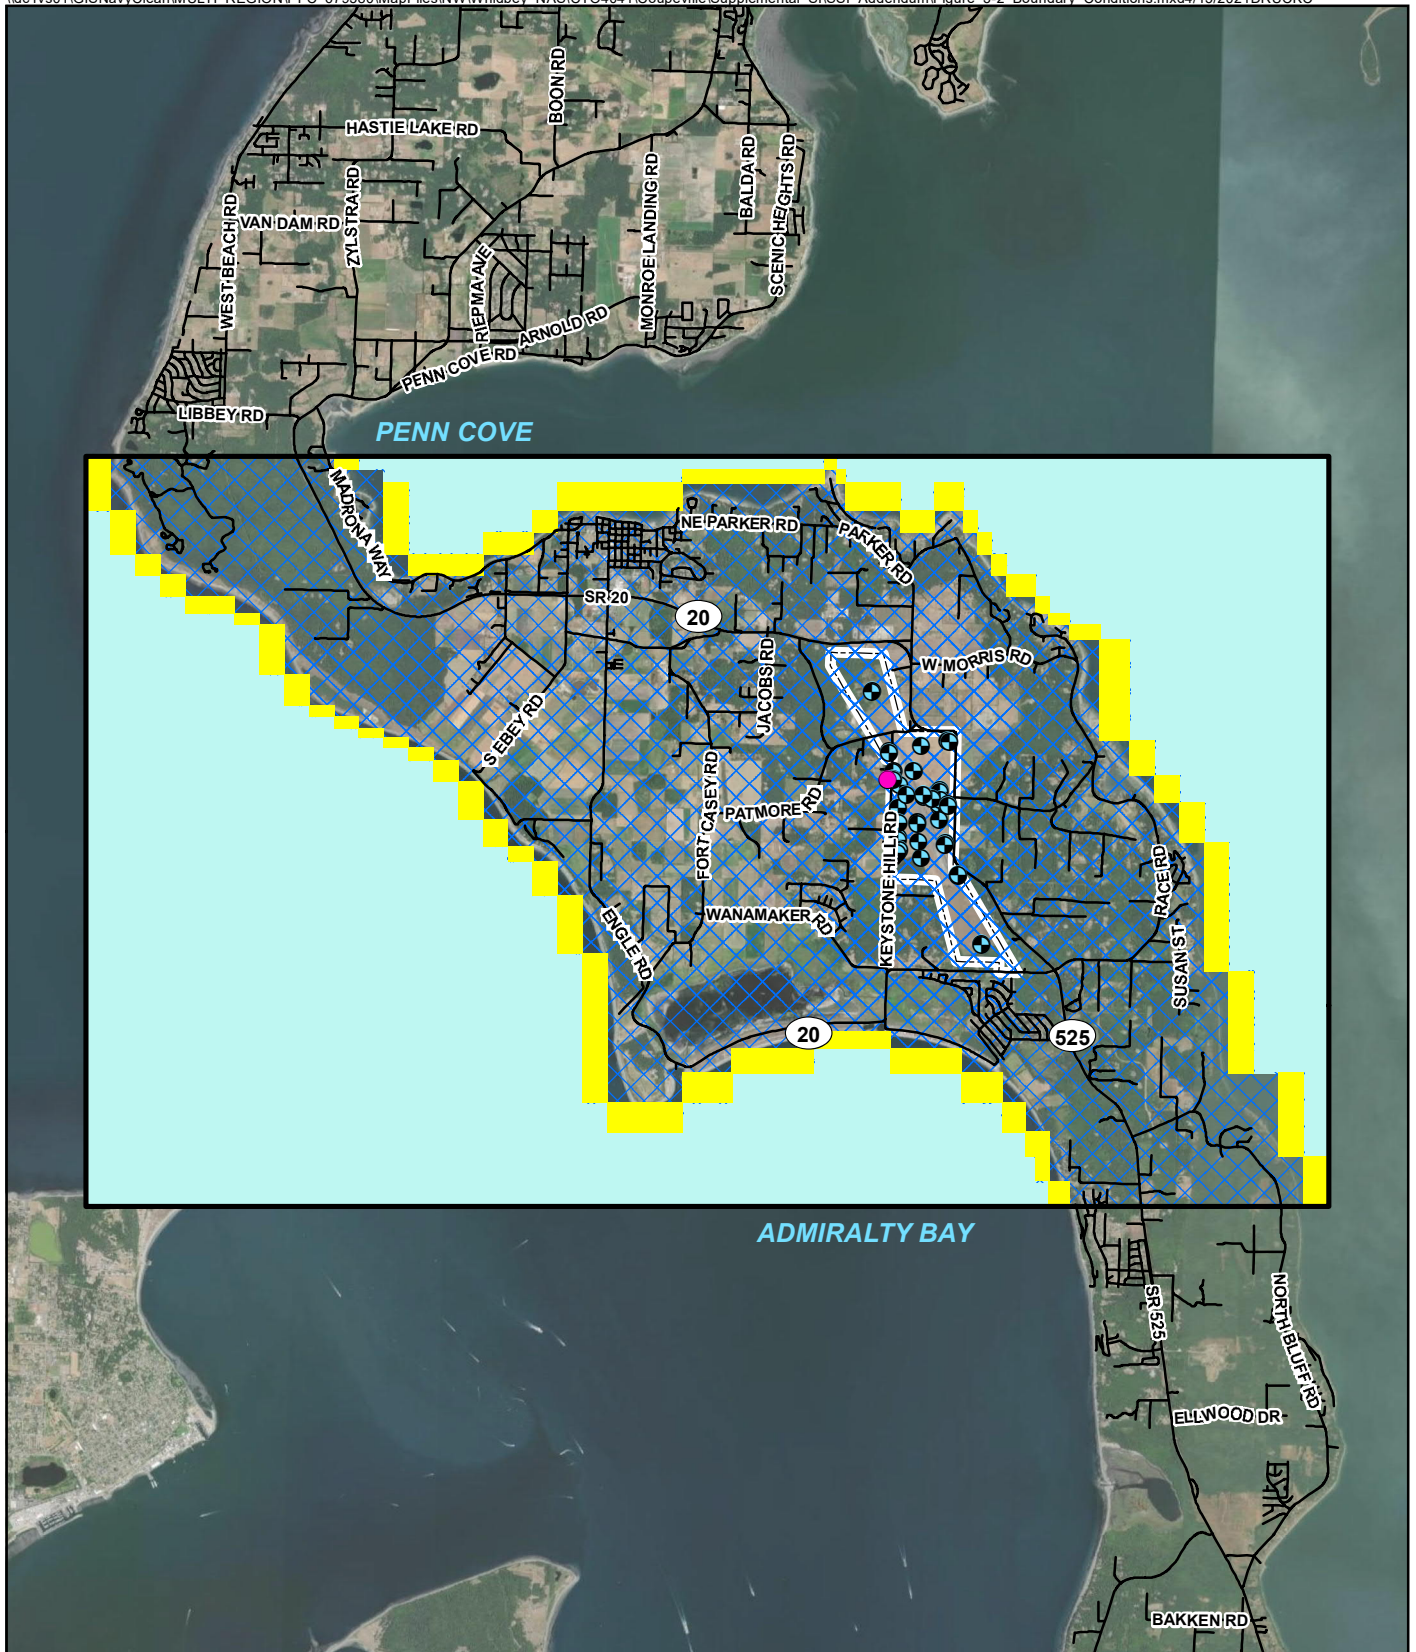 BOON RD
HASTIE LAKE RD
ZYLSTRA RD
MONROE LANDING RD
BALDA RD
SCENIC HEIGHTS RD
WEST BEACH RD
VAN DAM RD
RIEPMA AVE
ARNOLD RD
PENN COVE RD
LIBBEY RD
PENN COVE
MADRONA WAY
NE PARKER RD
PARKER RD
SR 20
20
JACOBS RD
W MORRIS RD
S EBEY RD
FORT CASEY RD
PATMORE RD
KEYSTONE HILL RD
RACE RD
WANAMAKER RD
ENGLE RD
SUSAN ST
20
525
ADMIRALTY BAY
SR 525
NORTH BLUFF RD
ELLWOOD DR
BAKKEN RD